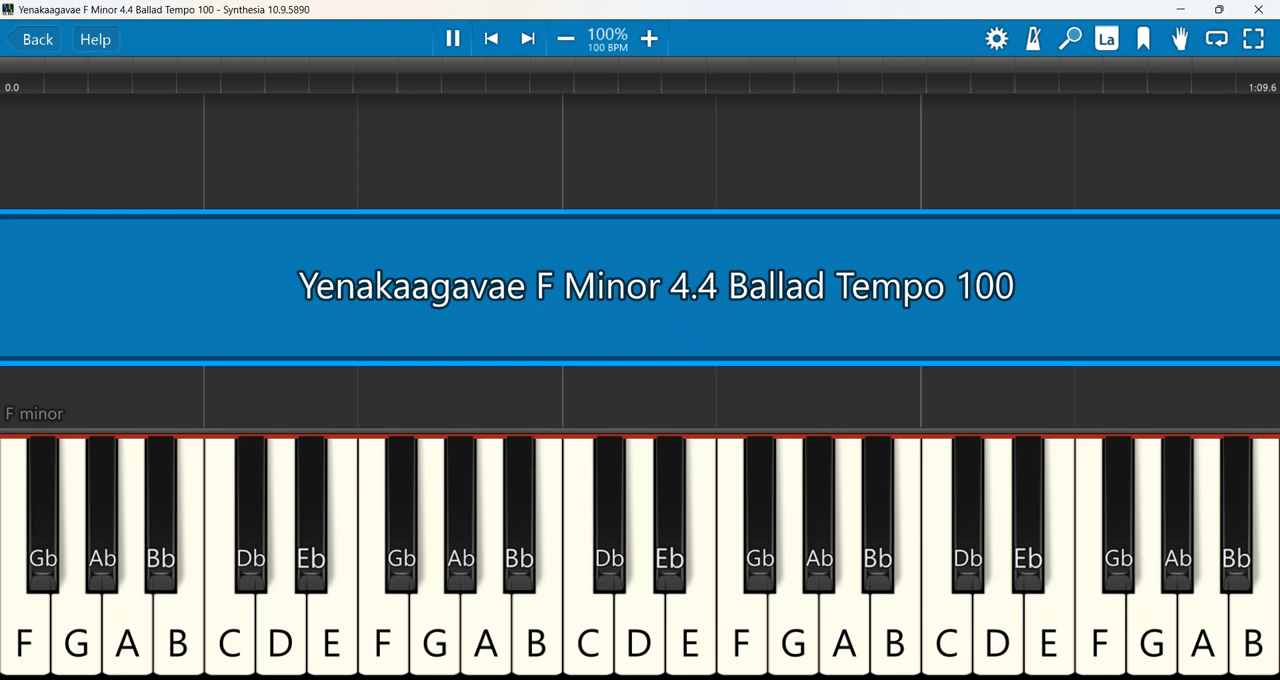 Yenakaagavae F Minor 4.4 Ballad Tempo 100 - Synthesia 10.9.5890
Back Help 100% La
100 BPM
0.0 1:09.6
Yenakaagavae F Minor 4.4 Ballad Tempo 100
F minor
Gb Ab Bb Db Eb Gb Ab Bb Db Eb Gb Ab Bb Db Eb Gb Ab Bb
F G A B C D E F G A B C D E F G A B C D E F G A B